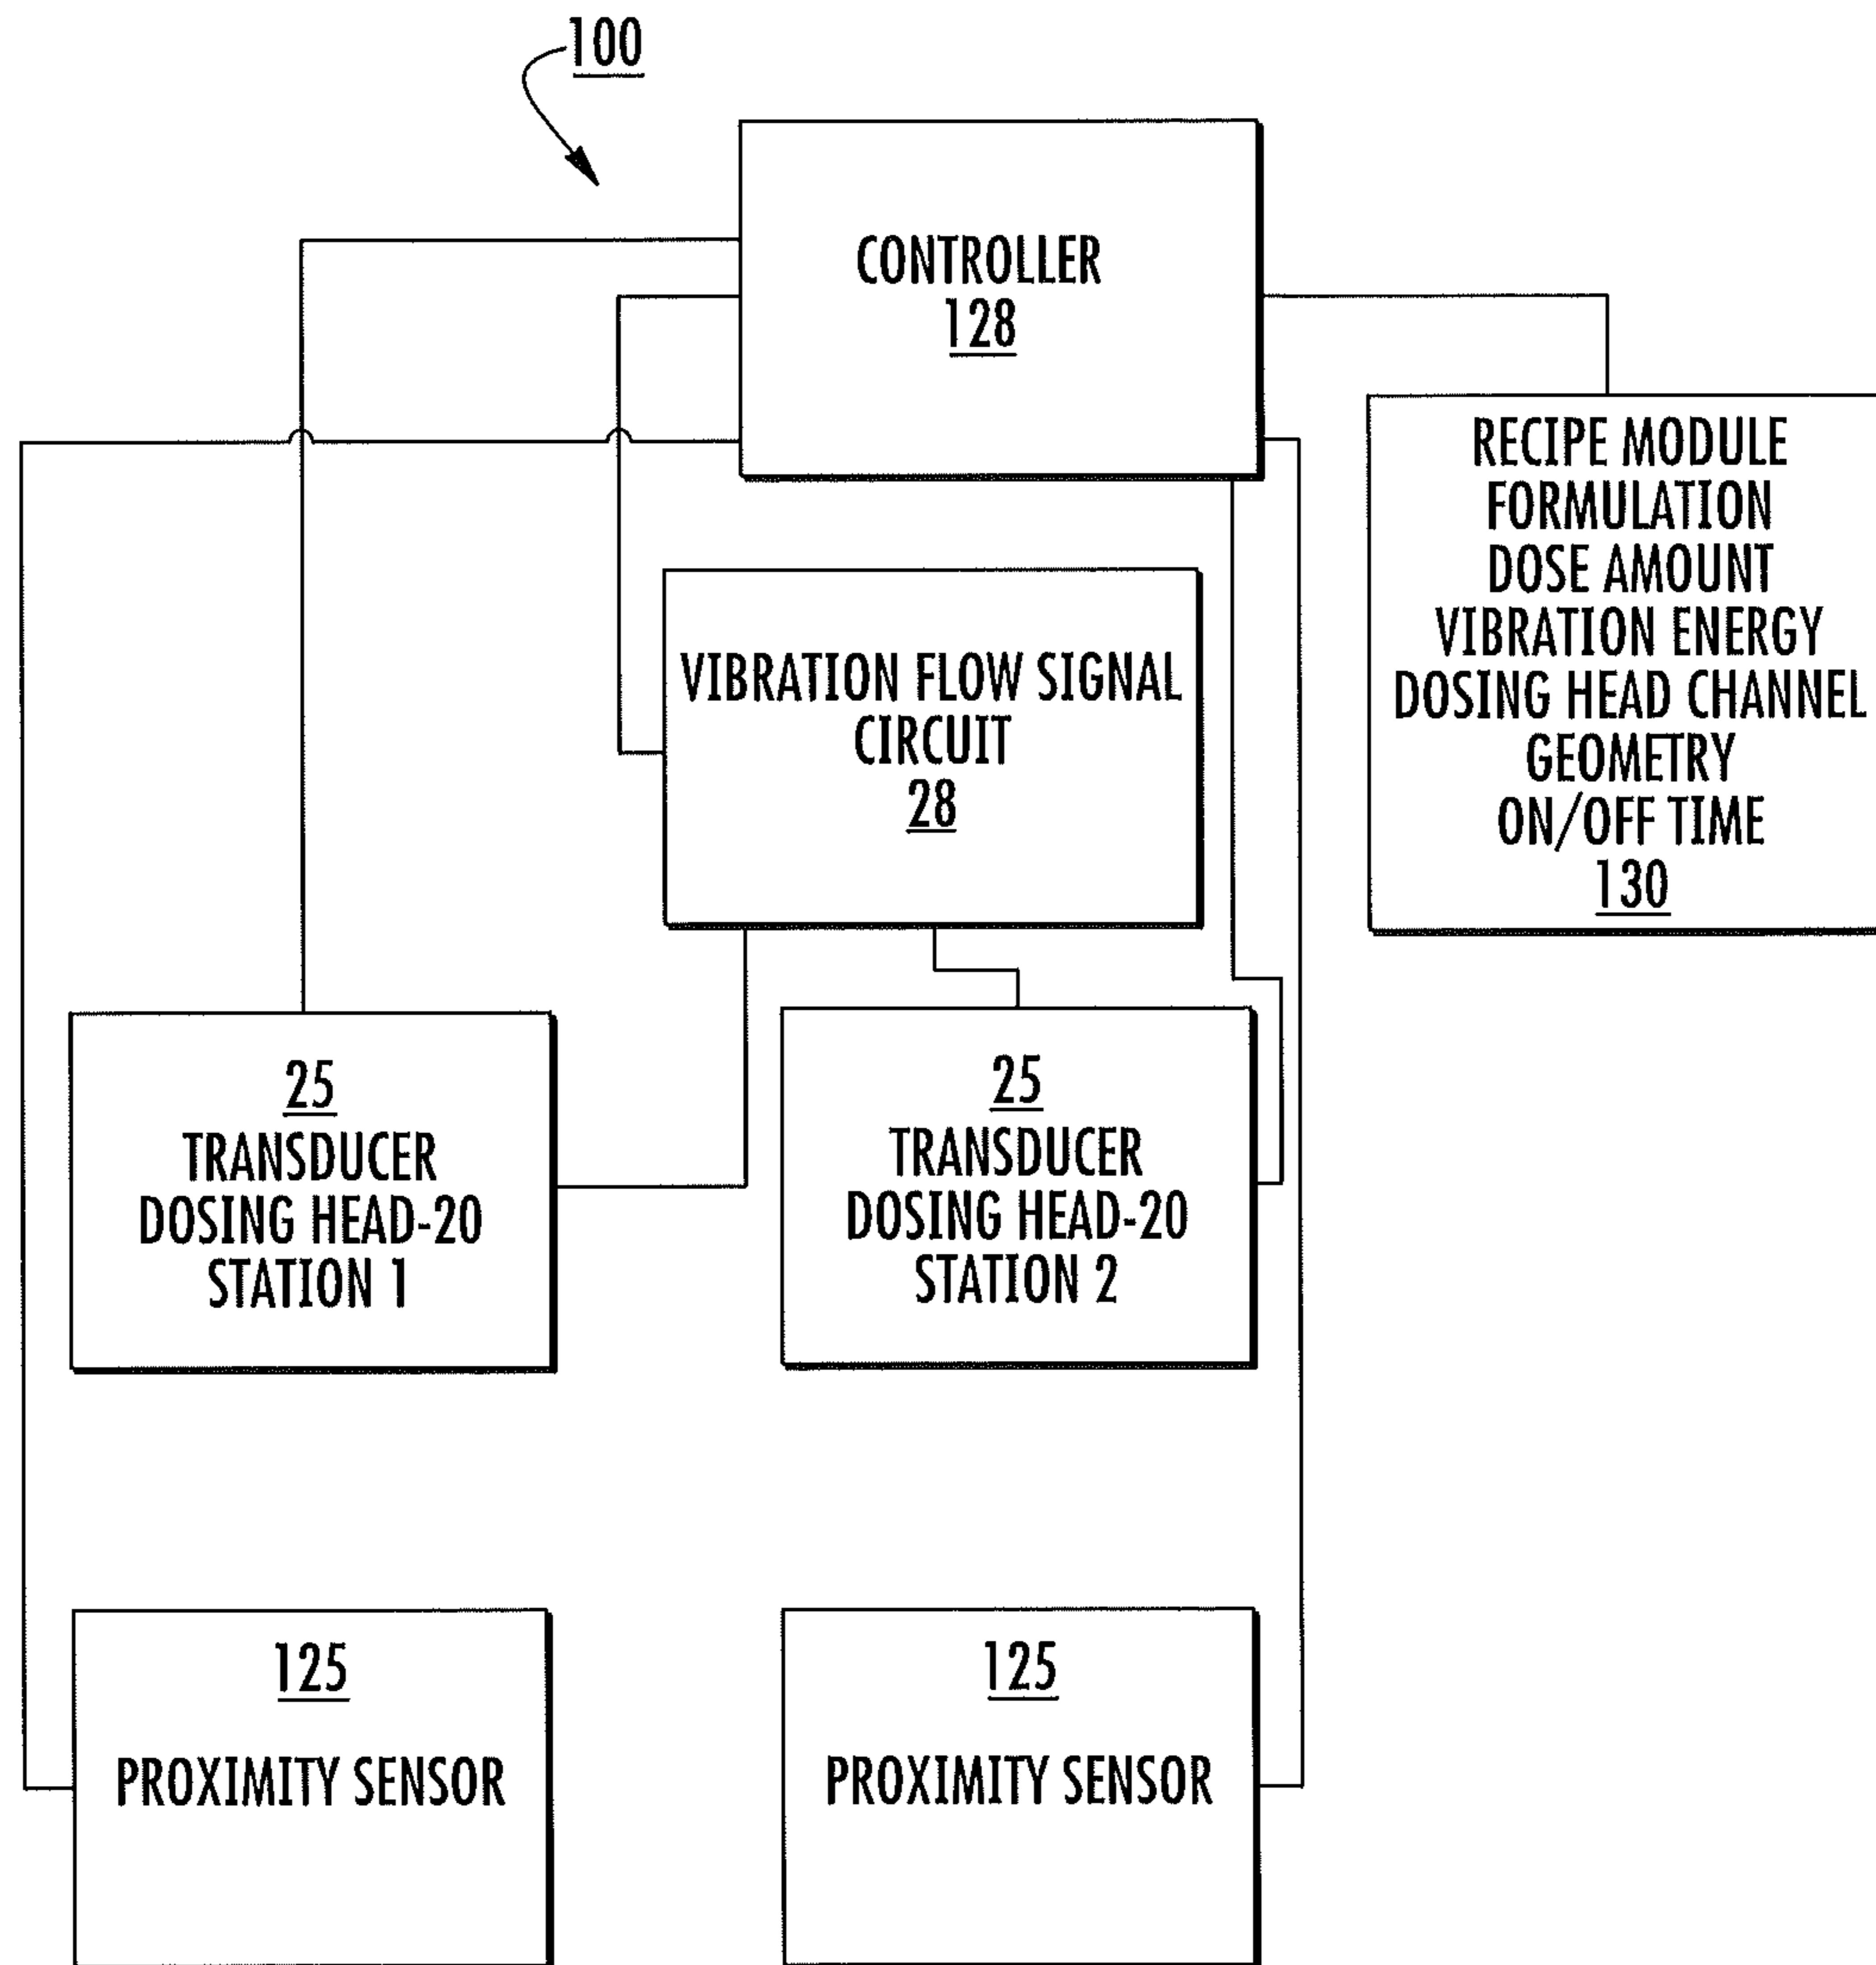 100
CONTROLLER
128
RECIPE MODULE
FORMULATION
DOSE AMOUNT
VIBRATION ENERGY
DOSING HEAD CHANNEL
GEOMETRY
ON/OFF TIME
130
VIBRATION FLOW SIGNAL
CIRCUIT
28
25
TRANSDUCER
DOSING HEAD-20
STATION 1
25
TRANSDUCER
DOSING HEAD-20
STATION 2
125
PROXIMITY SENSOR
125
PROXIMITY SENSOR